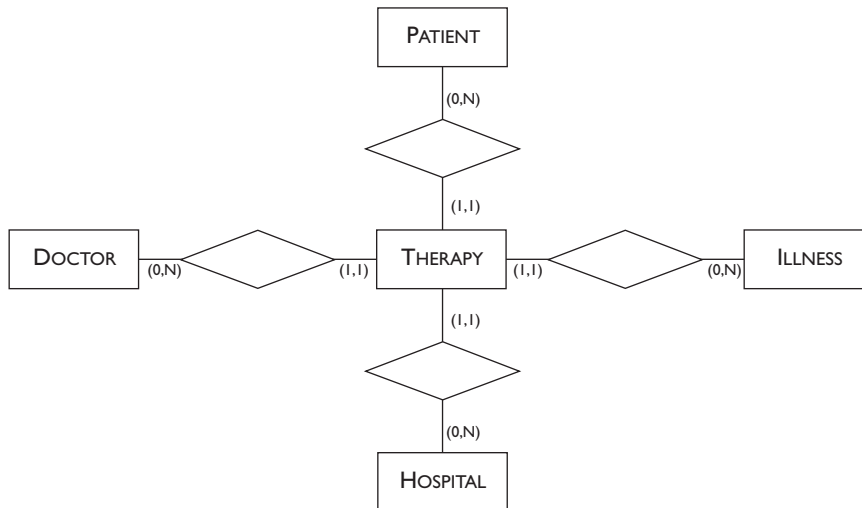 PATIENT
(0,N)
(1,1)
DOCTOR
(0,N)
(1,1)
THERAPY
(1,1)
(0,N)
ILLNESS
(1,1)
(0,N)
HOSPITAL